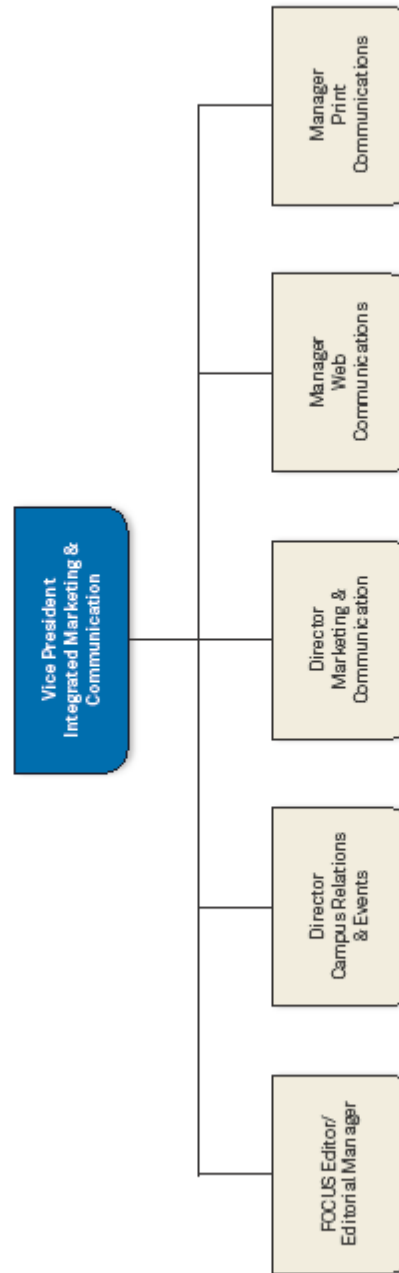 Vice President
Integrated Marketing &
Communication
FOCUS Editor/
Editorial Manager
Director
Campus Relations
& Events
Director
Marketing &
Communication
Manager
Web
Communications
Manager
Print
Communications